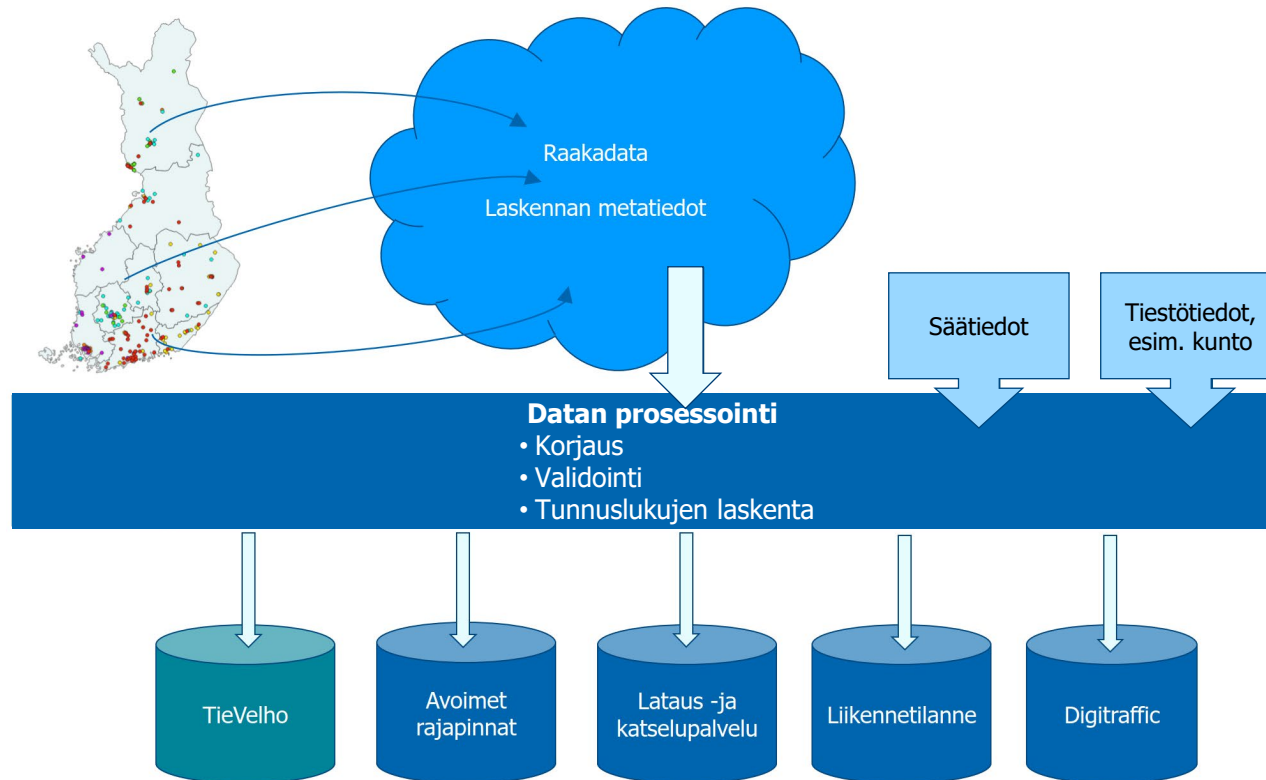 Raakadata
Laskennan metatiedot
Säätiedot
Tiestötiedot,
esim. kunto
Datan prosessointi
• Korjaus
• Validointi
• Tunnuslukujen laskenta
TieVelho
Avoimet
rajapinnat
Lataus -ja
katselupalvelu
Liikennetilanne
Digitraffic